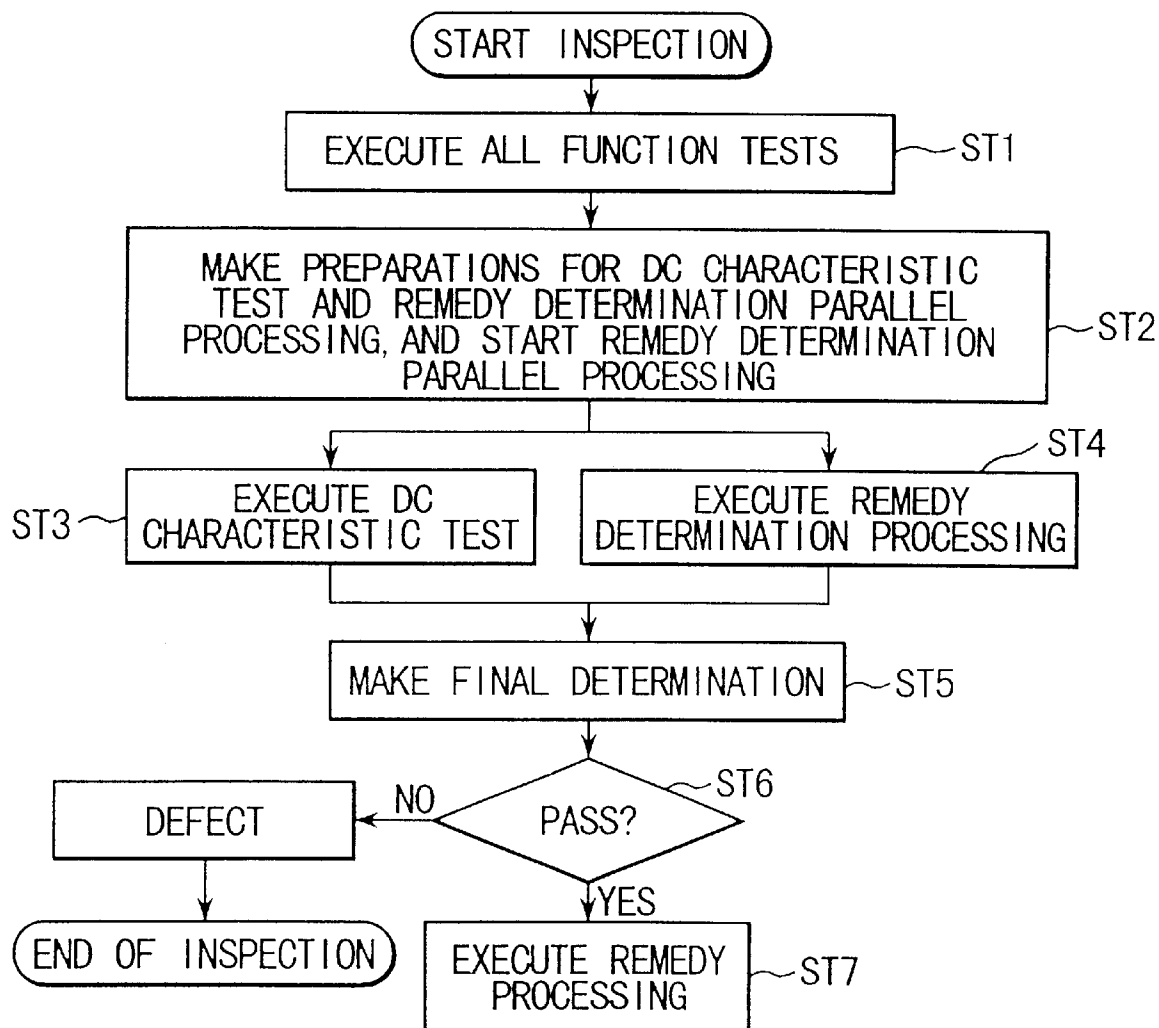 START INSPECTION
EXECUTE ALL FUNCTION TESTS
ST1
MAKE PREPARATIONS FOR DC CHARACTERISTIC
TEST AND REMEDY DETERMINATION PARALLEL
PROCESSING, AND START REMEDY DETERMINATION
PARALLEL PROCESSING
ST2
ST3
EXECUTE DC
CHARACTERISTIC TEST
ST4
EXECUTE REMEDY
DETERMINATION PROCESSING
MAKE FINAL DETERMINATION
ST5
ST6
PASS?
NO
DEFECT
END OF INSPECTION
YES
EXECUTE REMEDY
PROCESSING
ST7